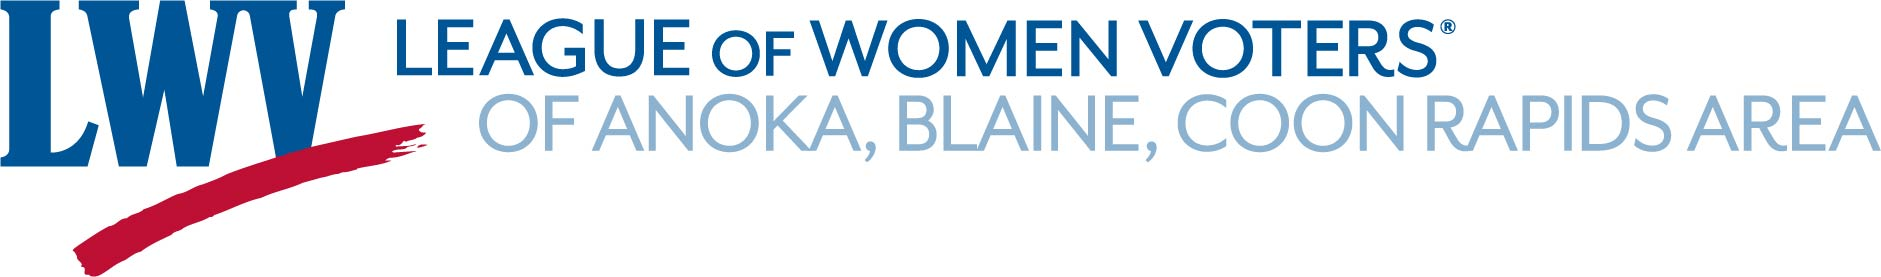 LWV
LEAGUE OF WOMEN VOTERS®
OF ANOKA, BLAINE, COON RAPIDS AREA